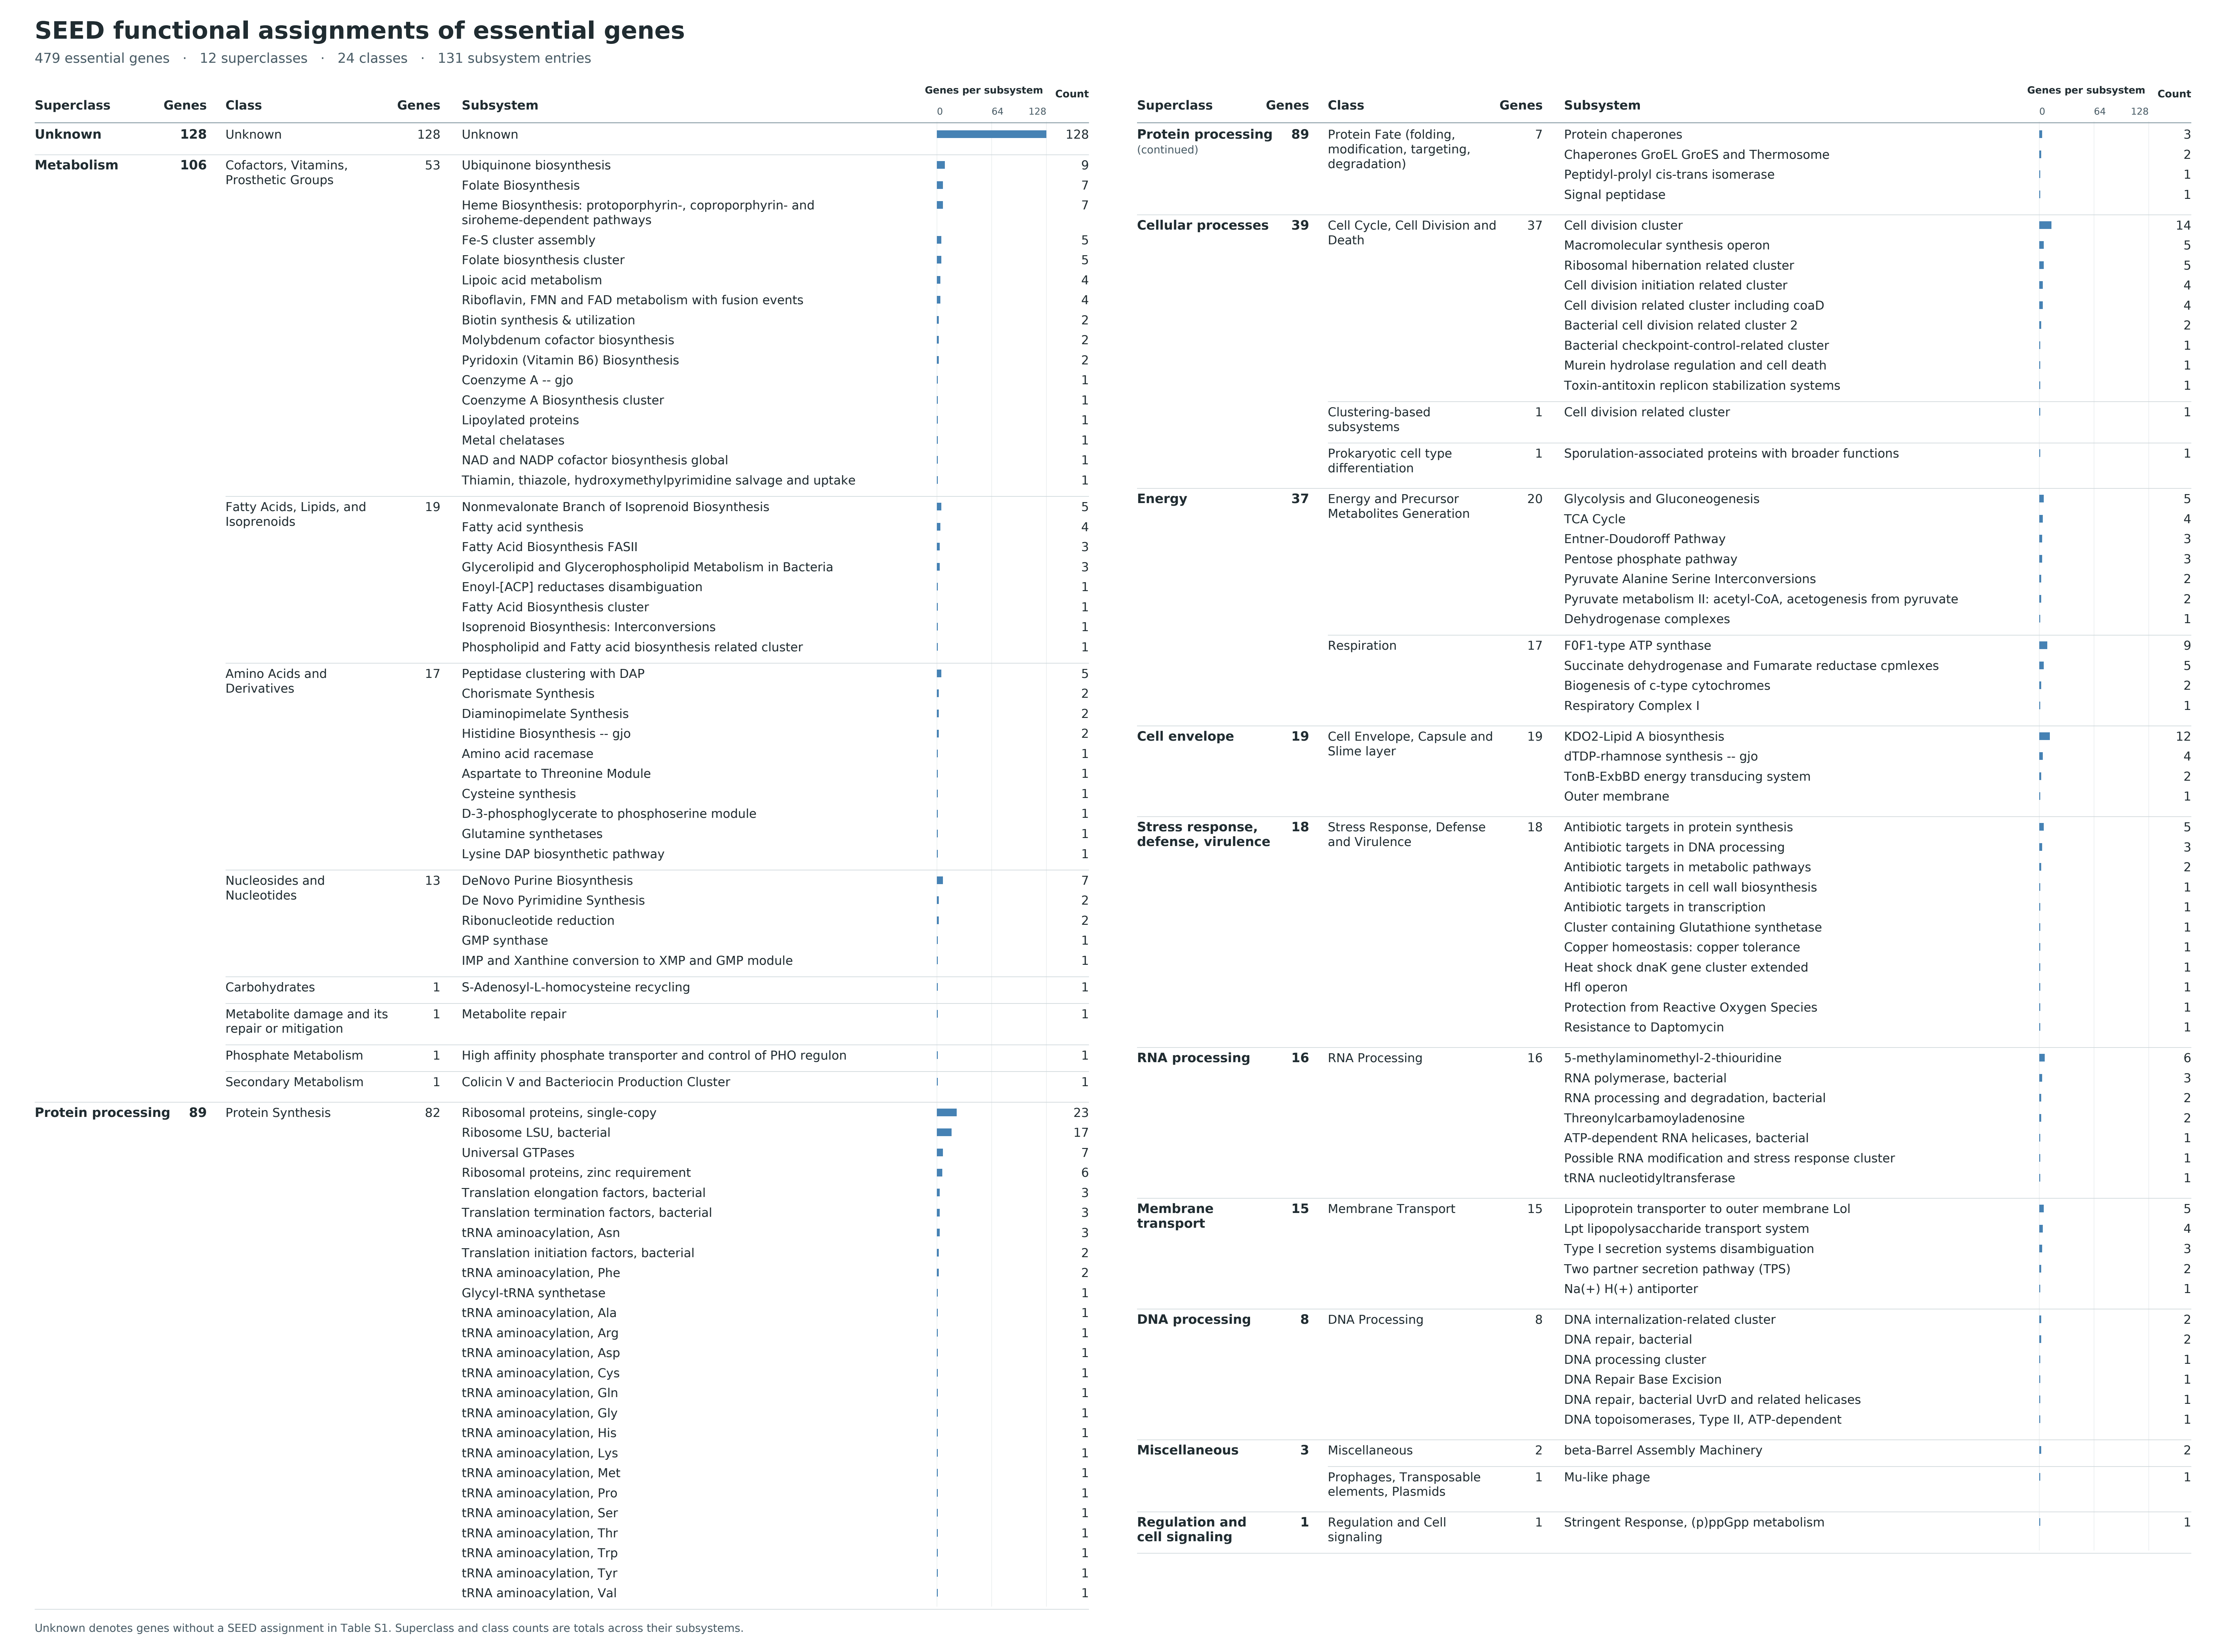 SEED functional assignments of essential genes
479 essential genes · 12 superclasses · 24 classes · 131 subsystem entries
Genes per subsystem Count
Superclass Genes Class Genes Subsystem 0 64 128
Unknown 128 Unknown 128 Unknown 128
Metabolism 106 Cofactors, Vitamins, 53 Ubiquinone biosynthesis 9
Prosthetic Groups Folate Biosynthesis 7
Heme Biosynthesis: protoporphyrin-, coproporphyrin- and 7
siroheme-dependent pathways
Fe-S cluster assembly 5
Folate biosynthesis cluster 5
Lipoic acid metabolism 4
Riboflavin, FMN and FAD metabolism with fusion events 4
Biotin synthesis & utilization 2
Molybdenum cofactor biosynthesis 2
Pyridoxin (Vitamin B6) Biosynthesis 2
Coenzyme A -- gjo 1
Coenzyme A Biosynthesis cluster 1
Lipoylated proteins 1
Metal chelatases 1
NAD and NADP cofactor biosynthesis global 1
Thiamin, thiazole, hydroxymethylpyrimidine salvage and uptake 1
Fatty Acids, Lipids, and 19 Nonmevalonate Branch of Isoprenoid Biosynthesis 5
Isoprenoids Fatty acid synthesis 4
Fatty Acid Biosynthesis FASII 3
Glycerolipid and Glycerophospholipid Metabolism in Bacteria 3
Enoyl-[ACP] reductases disambiguation 1
Fatty Acid Biosynthesis cluster 1
Isoprenoid Biosynthesis: Interconversions 1
Phospholipid and Fatty acid biosynthesis related cluster 1
Amino Acids and 17 Peptidase clustering with DAP 5
Derivatives Chorismate Synthesis 2
Diaminopimelate Synthesis 2
Histidine Biosynthesis -- gjo 2
Amino acid racemase 1
Aspartate to Threonine Module 1
Cysteine synthesis 1
D-3-phosphoglycerate to phosphoserine module 1
Glutamine synthetases 1
Lysine DAP biosynthetic pathway 1
Nucleosides and 13 DeNovo Purine Biosynthesis 7
Nucleotides De Novo Pyrimidine Synthesis 2
Ribonucleotide reduction 2
GMP synthase 1
IMP and Xanthine conversion to XMP and GMP module 1
Carbohydrates 1 S-Adenosyl-L-homocysteine recycling 1
Metabolite damage and its 1 Metabolite repair 1
repair or mitigation
Phosphate Metabolism 1 High affinity phosphate transporter and control of PHO regulon 1
Secondary Metabolism 1 Colicin V and Bacteriocin Production Cluster 1
Protein processing 89 Protein Synthesis 82 Ribosomal proteins, single-copy 23
Ribosome LSU, bacterial 17
Universal GTPases 7
Ribosomal proteins, zinc requirement 6
Translation elongation factors, bacterial 3
Translation termination factors, bacterial 3
tRNA aminoacylation, Asn 3
Translation initiation factors, bacterial 2
tRNA aminoacylation, Phe 2
Glycyl-tRNA synthetase 1
tRNA aminoacylation, Ala 1
tRNA aminoacylation, Arg 1
tRNA aminoacylation, Asp 1
tRNA aminoacylation, Cys 1
tRNA aminoacylation, Gln 1
tRNA aminoacylation, Gly 1
tRNA aminoacylation, His 1
tRNA aminoacylation, Lys 1
tRNA aminoacylation, Met 1
tRNA aminoacylation, Pro 1
tRNA aminoacylation, Ser 1
tRNA aminoacylation, Thr 1
tRNA aminoacylation, Trp 1
tRNA aminoacylation, Tyr 1
tRNA aminoacylation, Val 1
Genes per subsystem Count
Superclass Genes Class Genes Subsystem 0 64 128
Protein processing 89 Protein Fate (folding, 7 Protein chaperones 3
(continued) modification, targeting, Chaperones GroEL GroES and Thermosome 2
degradation) Peptidyl-prolyl cis-trans isomerase 1
Signal peptidase 1
Cellular processes 39 Cell Cycle, Cell Division and 37 Cell division cluster 14
Death Macromolecular synthesis operon 5
Ribosomal hibernation related cluster 5
Cell division initiation related cluster 4
Cell division related cluster including coaD 4
Bacterial cell division related cluster 2 2
Bacterial checkpoint-control-related cluster 1
Murein hydrolase regulation and cell death 1
Toxin-antitoxin replicon stabilization systems 1
Clustering-based 1 Cell division related cluster 1
subsystems
Prokaryotic cell type 1 Sporulation-associated proteins with broader functions 1
differentiation
Energy 37 Energy and Precursor 20 Glycolysis and Gluconeogenesis 5
Metabolites Generation TCA Cycle 4
Entner-Doudoroff Pathway 3
Pentose phosphate pathway 3
Pyruvate Alanine Serine Interconversions 2
Pyruvate metabolism II: acetyl-CoA, acetogenesis from pyruvate 2
Dehydrogenase complexes 1
Respiration 17 F0F1-type ATP synthase 9
Succinate dehydrogenase and Fumarate reductase cpmlexes 5
Biogenesis of c-type cytochromes 2
Respiratory Complex I 1
Cell envelope 19 Cell Envelope, Capsule and 19 KDO2-Lipid A biosynthesis 12
Slime layer dTDP-rhamnose synthesis -- gjo 4
TonB-ExbBD energy transducing system 2
Outer membrane 1
Stress response, 18 Stress Response, Defense 18 Antibiotic targets in protein synthesis 5
defense, virulence and Virulence Antibiotic targets in DNA processing 3
Antibiotic targets in metabolic pathways 2
Antibiotic targets in cell wall biosynthesis 1
Antibiotic targets in transcription 1
Cluster containing Glutathione synthetase 1
Copper homeostasis: copper tolerance 1
Heat shock dnaK gene cluster extended 1
Hfl operon 1
Protection from Reactive Oxygen Species 1
Resistance to Daptomycin 1
RNA processing 16 RNA Processing 16 5-methylaminomethyl-2-thiouridine 6
RNA polymerase, bacterial 3
RNA processing and degradation, bacterial 2
Threonylcarbamoyladenosine 2
ATP-dependent RNA helicases, bacterial 1
Possible RNA modification and stress response cluster 1
tRNA nucleotidyltransferase 1
Membrane 15 Membrane Transport 15 Lipoprotein transporter to outer membrane Lol 5
transport Lpt lipopolysaccharide transport system 4
Type I secretion systems disambiguation 3
Two partner secretion pathway (TPS) 2
Na(+) H(+) antiporter 1
DNA processing 8 DNA Processing 8 DNA internalization-related cluster 2
DNA repair, bacterial 2
DNA processing cluster 1
DNA Repair Base Excision 1
DNA repair, bacterial UvrD and related helicases 1
DNA topoisomerases, Type II, ATP-dependent 1
Miscellaneous 3 Miscellaneous 2 beta-Barrel Assembly Machinery 2
Prophages, Transposable 1 Mu-like phage 1
elements, Plasmids
Regulation and 1 Regulation and Cell 1 Stringent Response, (p)ppGpp metabolism 1
cell signaling signaling
Unknown denotes genes without a SEED assignment in Table S1. Superclass and class counts are totals across their subsystems.